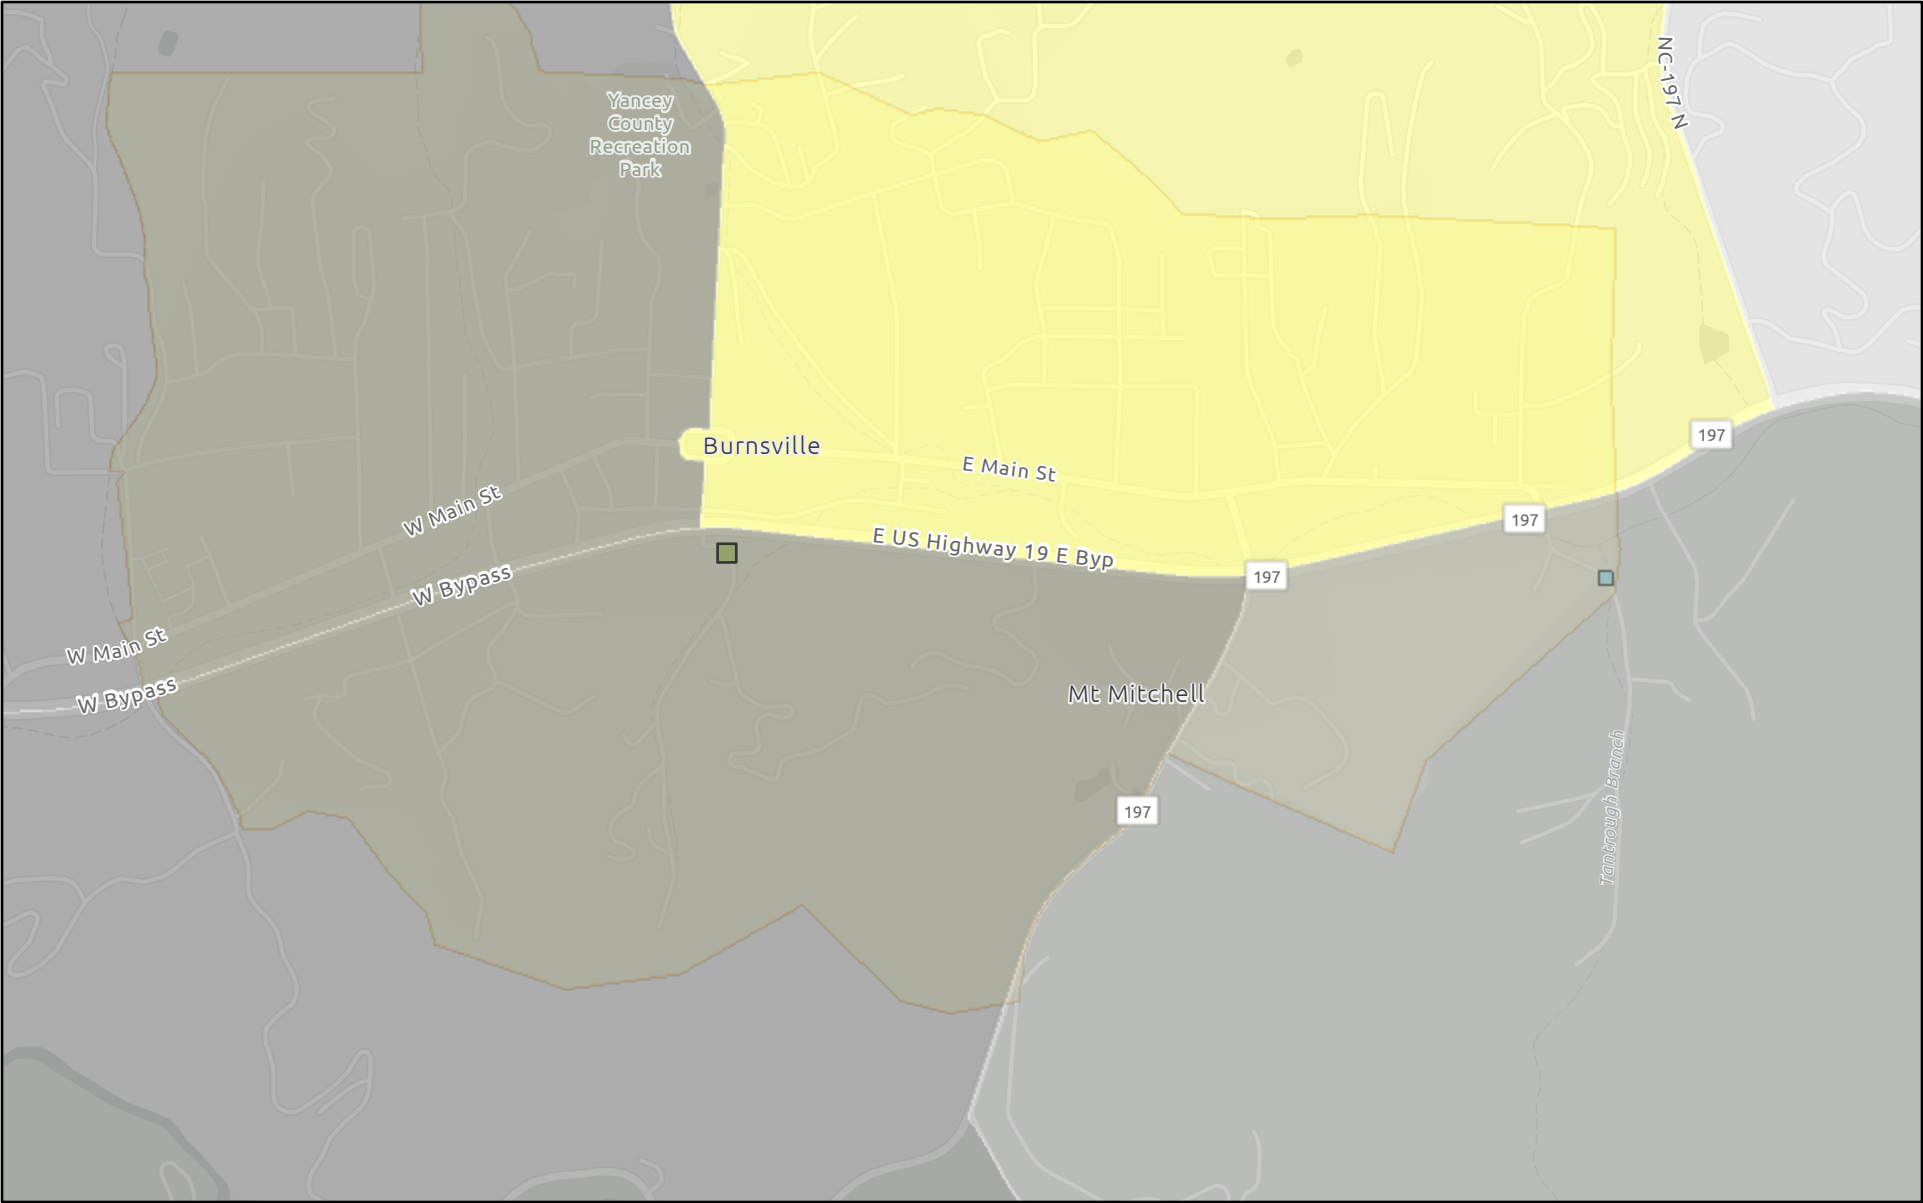 NC-197 N
Yancey
County
Recreation
Park
197
Burnsville
E Main St
W Main St
197
E US Highway 19 E Byp
197
W Bypass
W Main St
W Bypass
Mt Mitchell
197
Tantrough Branch